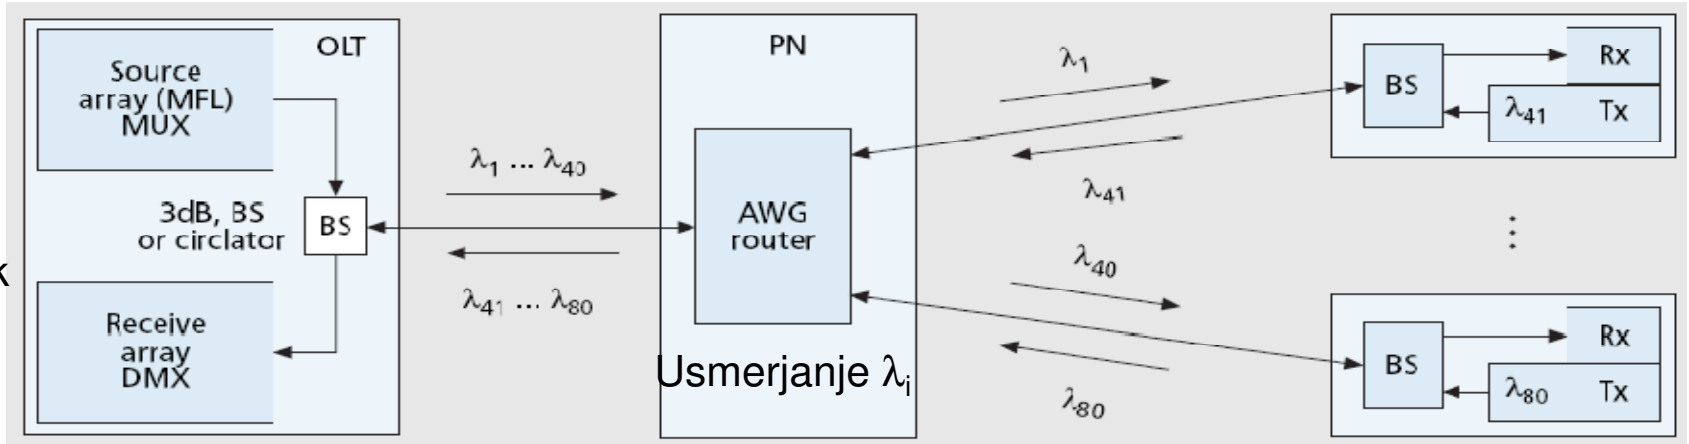 OLT
Source
array (MFL)
MUX
3dB, BS
or circlator
BS
k
Receive
array
DMX
λ1 ... λ40
λ41 ... λ80
PN
AWG
router
Usmerjanje λi
λ1
λ41
λ40
λ80
BS
Rx
λ41 Tx
⋮
BS
Rx
λ80 Tx